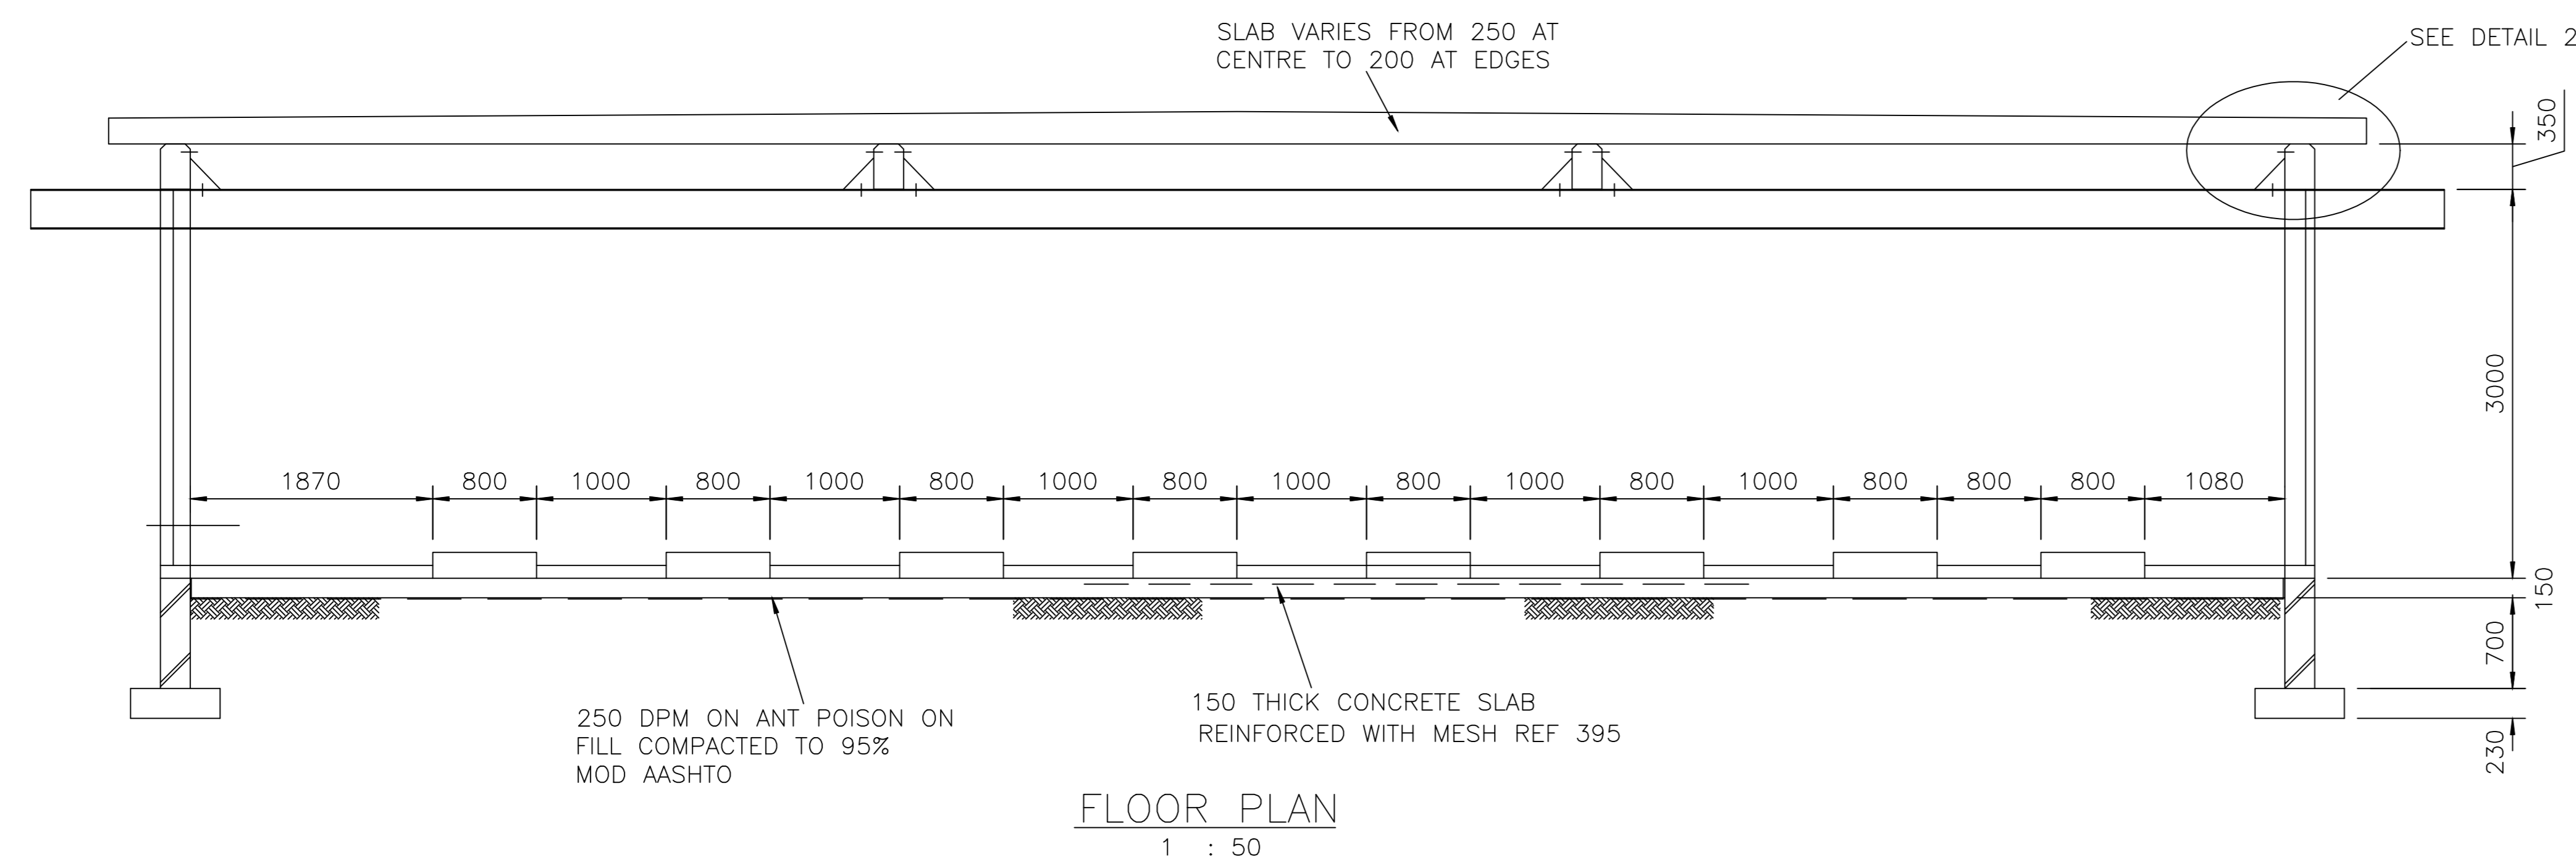 SLAB VARIES FROM 250 AT
CENTRE TO 200 AT EDGES
SEE DETAIL 2
350
3000
1870 800 1000 800 1000 800 1000 800 1000 800 1000 800 1000 800 800 800 1080
150
700
230
250 DPM ON ANT POISON ON
FILL COMPACTED TO 95%
MOD AASHTO
150 THICK CONCRETE SLAB
REINFORCED WITH MESH REF 395
FLOOR PLAN
1 : 50